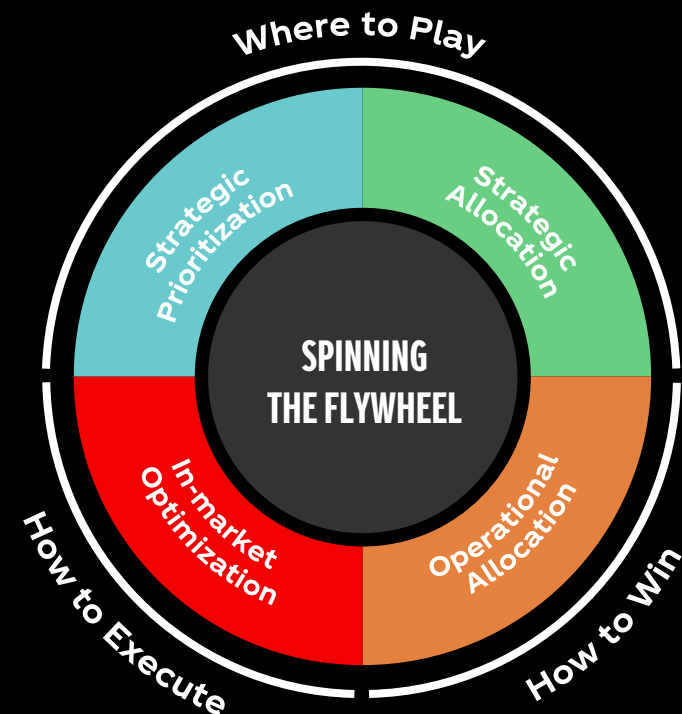 Where to Play
Strategic
Prioritization
Strategic
Allocation
SPINNING
THE FLYWHEEL
In-market
Optimization
Operational
Allocation
How to Execute
How to Win